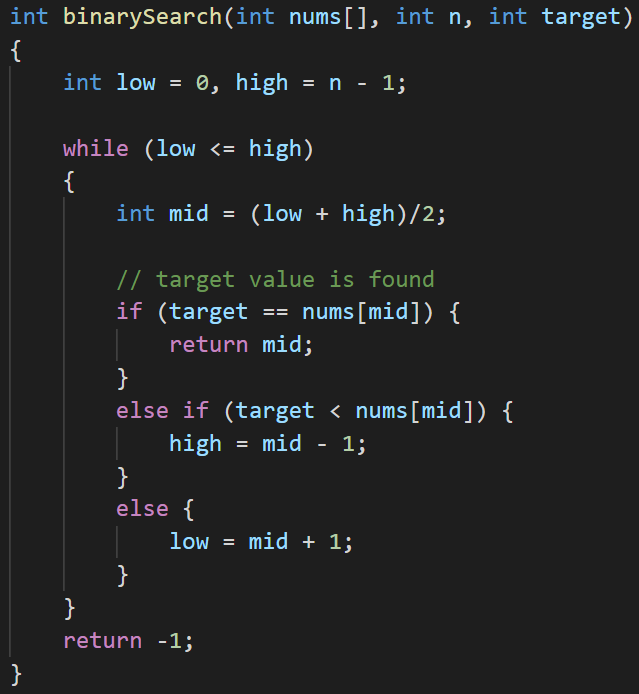 int binarySearch(int nums[], int n, int target)
{
    int low = 0, high = n - 1;

    while (low <= high)
    {
        int mid = (low + high)/2;

        // target value is found
        if (target == nums[mid]) {
            return mid;
        }
        else if (target < nums[mid]) {
            high = mid - 1;
        }
        else {
            low = mid + 1;
        }
    }
    return -1;
}